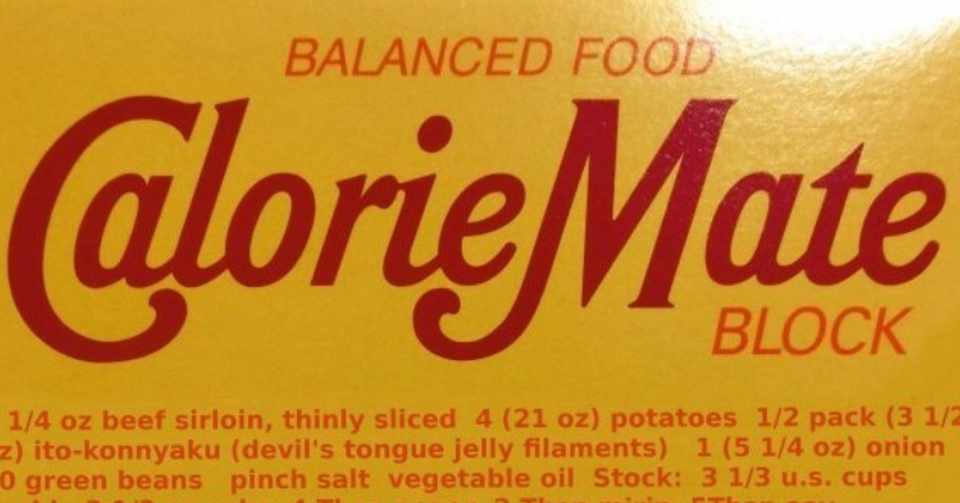 BALANCED FOOD
CalorieMate
BLOCK
1/4 oz beef sirloin, thinly sliced 4 (21 oz) potatoes 1/2 pack (3 1/2
oz) ito-konnyaku (devil's tongue jelly filaments) 1 (5 1/4 oz) onion
0 green beans pinch salt vegetable oil Stock: 3 1/3 u.s. cups